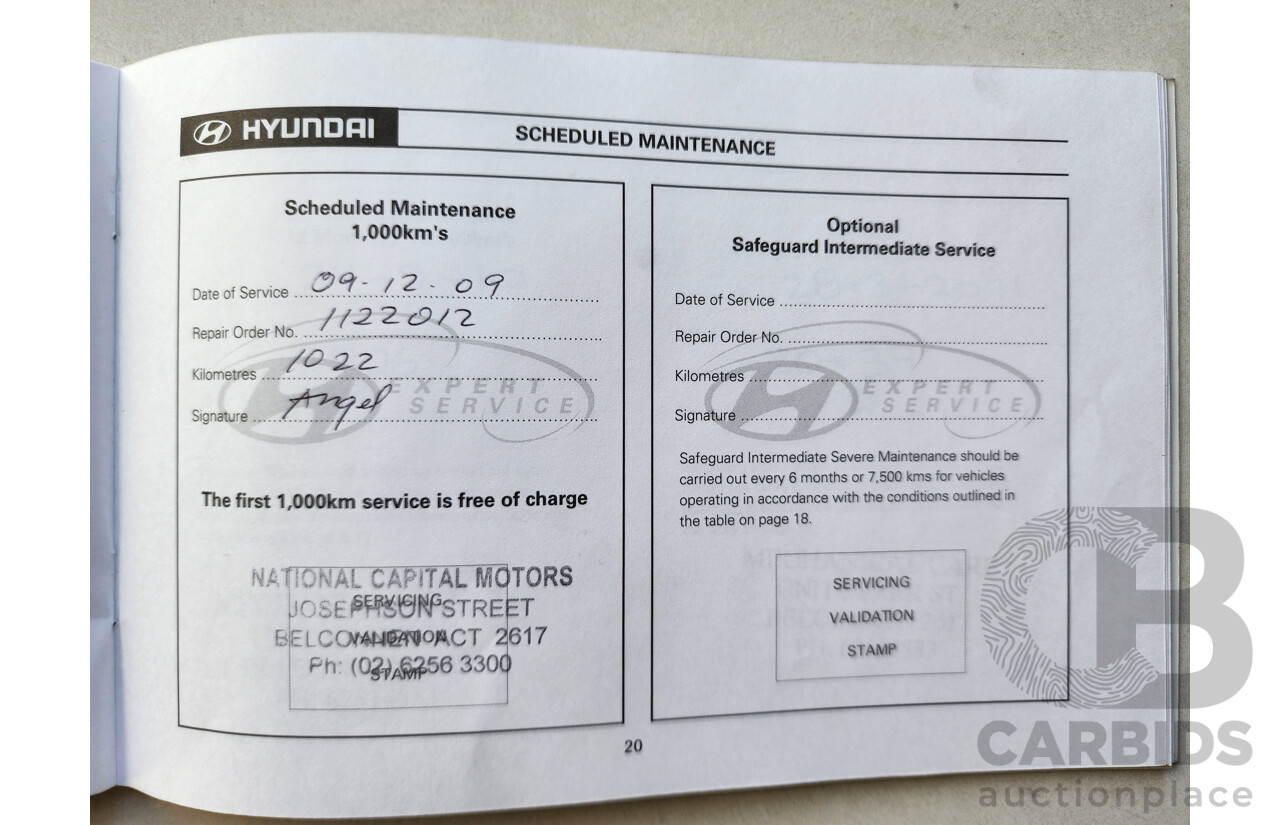 HYUNDAI
SCHEDULED MAINTENANCE
Scheduled Maintenance
1,000km's
Date of Service 09-12-09
Repair Order No. 1122012
Kilometres 1022
Signature Angel
EXPERT
SERVICE
The first 1,000km service is free of charge
NATIONAL CAPITAL MOTORS
JOSEPHSON STREET
BELCONNEN ACT 2617
Ph: (02) 6256 3300
SERVICING
VALIDATION
STAMP
Optional
Safeguard Intermediate Service
Date of Service
Repair Order No.
Kilometres
Signature
EXPERT
SERVICE
Safeguard Intermediate Severe Maintenance should be
carried out every 6 months or 7,500 kms for vehicles
operating in accordance with the conditions outlined in
the table on page 18.
SERVICING
VALIDATION
STAMP
20
CB
CARBIDS
auctionplace